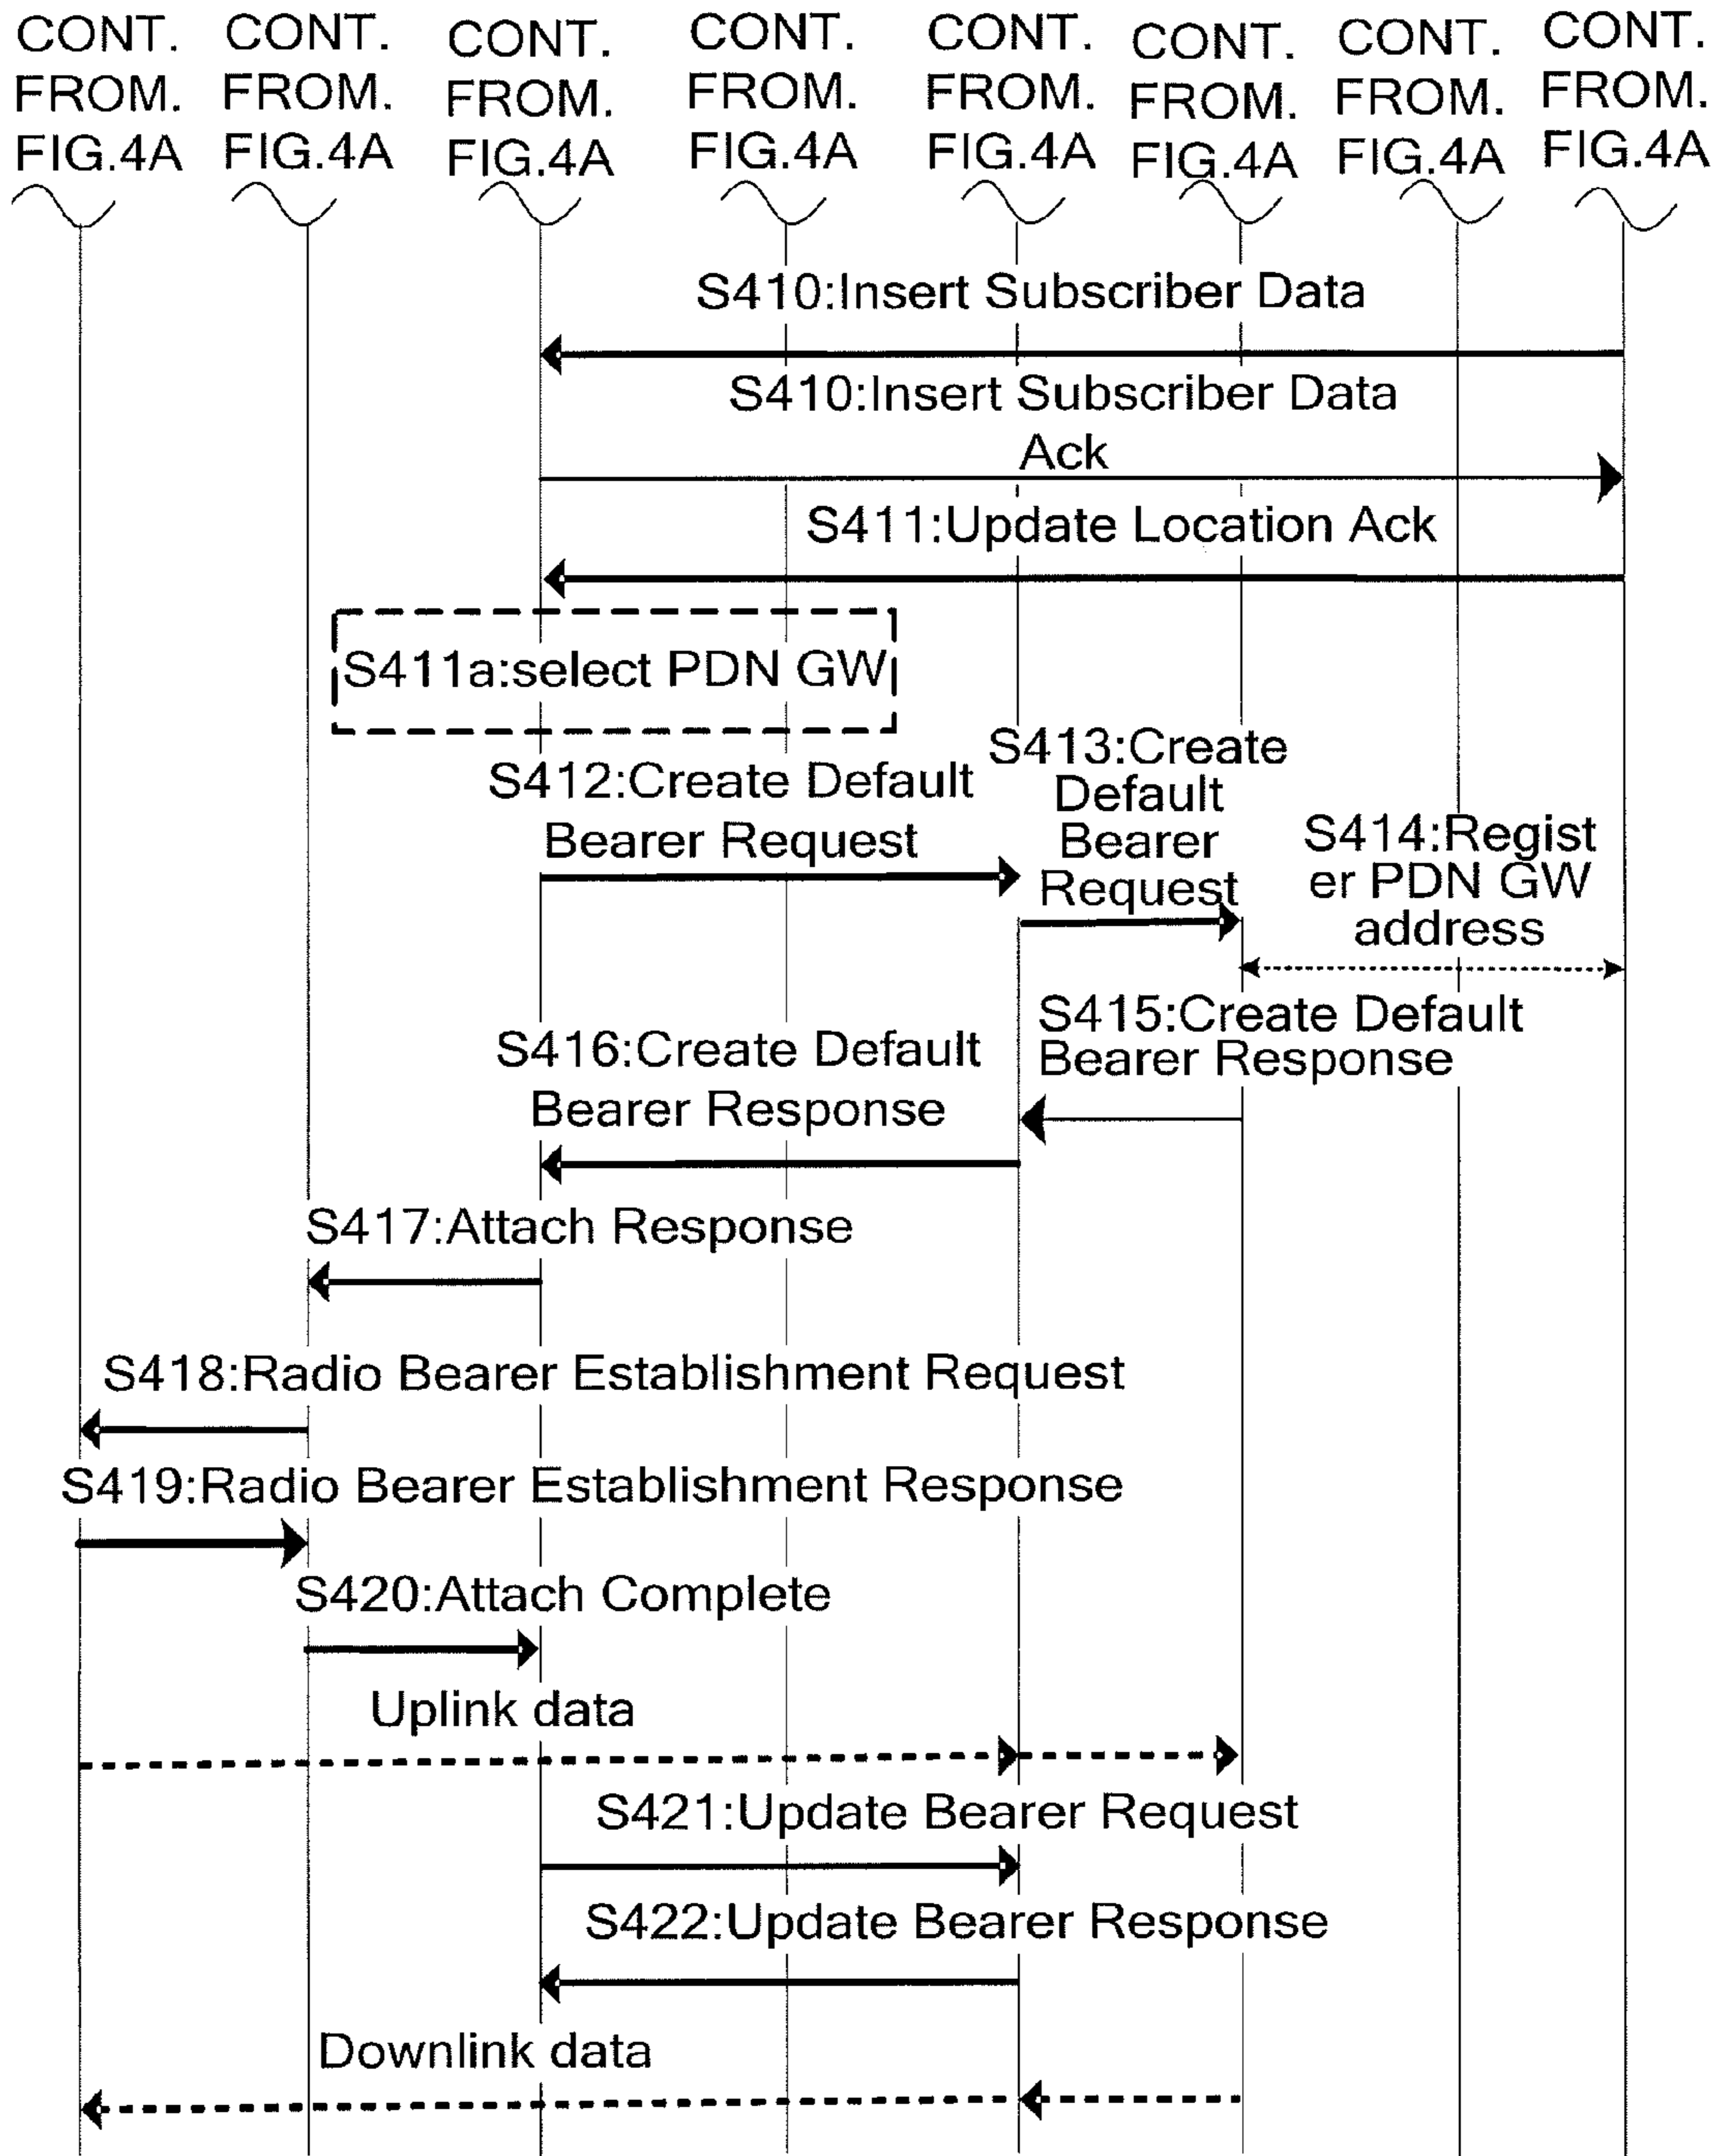 CONT. CONT. CONT. CONT. CONT. CONT. CONT. CONT.
FROM. FROM. FROM. FROM. FROM. FROM. FROM. FROM.
FIG.4A FIG.4A FIG.4A FIG.4A FIG.4A FIG.4A FIG.4A FIG.4A
S410:Insert Subscriber Data
S410:Insert Subscriber Data
Ack
S411:Update Location Ack
S411a:select PDN GW
S412:Create Default
Bearer Request
S413:Create
Default
Bearer
Request
S414:Regist
er PDN GW
address
S415:Create Default
Bearer Response
S416:Create Default
Bearer Response
S417:Attach Response
S418:Radio Bearer Establishment Request
S419:Radio Bearer Establishment Response
S420:Attach Complete
Uplink data
S421:Update Bearer Request
S422:Update Bearer Response
Downlink data